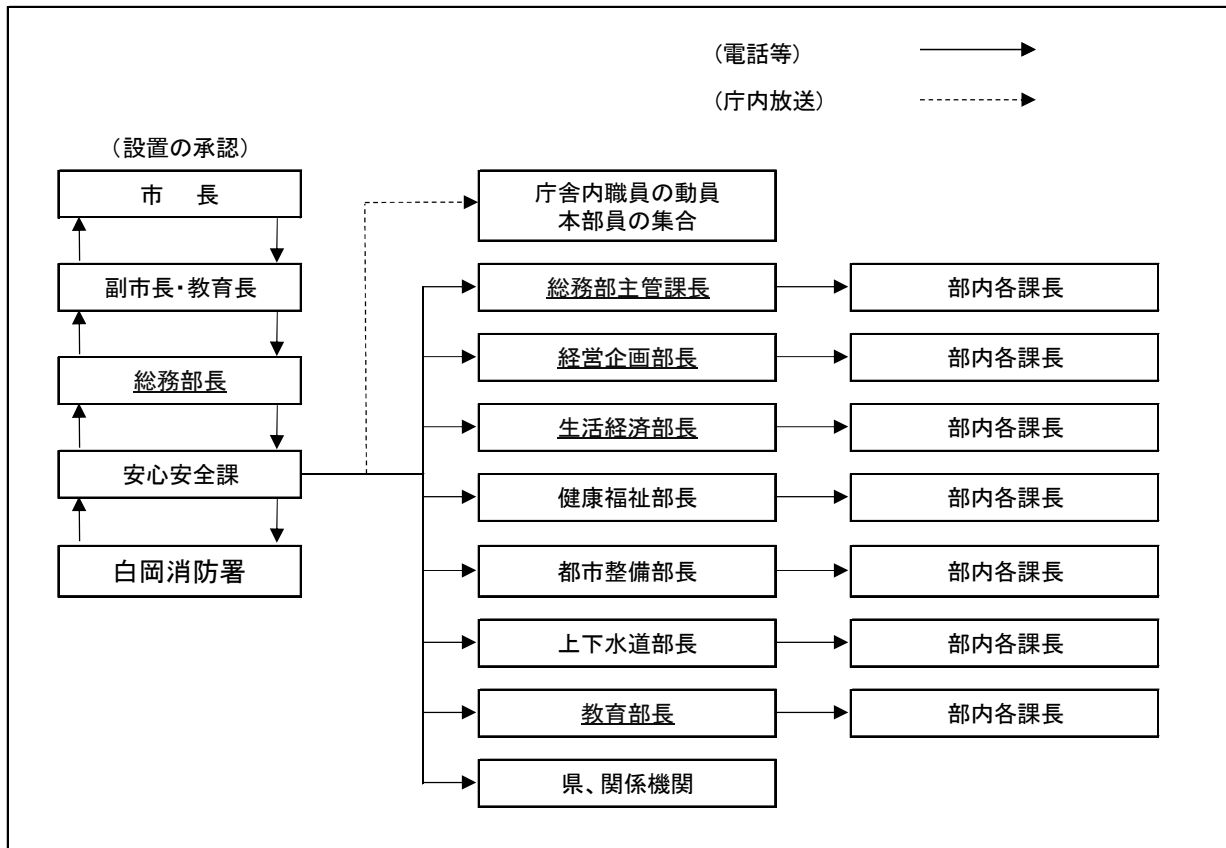 （電話等）
（庁内放送）
（設置の承認）
市　長
副市長・教育長
総務部長
安心安全課
白岡消防署
庁舎内職員の動員
本部員の集合
総務部主管課長
部内各課長
経営企画部長
部内各課長
生活経済部長
部内各課長
健康福祉部長
部内各課長
都市整備部長
部内各課長
上下水道部長
部内各課長
教育部長
部内各課長
県、関係機関